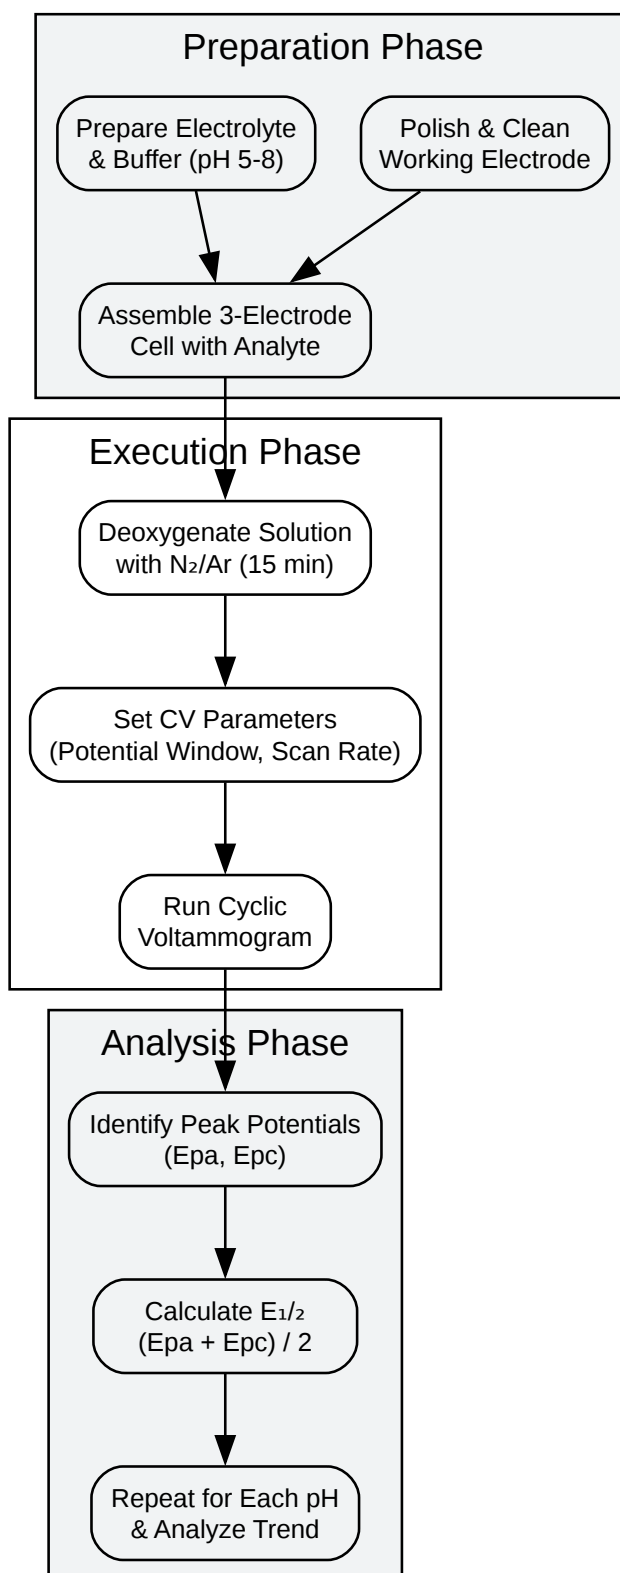 Preparation Phase
Prepare Electrolyte
& Buffer (pH 5-8)
Polish & Clean
Working Electrode
Assemble 3-Electrode
Cell with Analyte
Execution Phase
Deoxygenate Solution
with N₂/Ar (15 min)
Set CV Parameters
(Potential Window, Scan Rate)
Run Cyclic
Voltammogram
Analysis Phase
Identify Peak Potentials
(Epa, Epc)
Calculate E₁/₂
(Epa + Epc) / 2
Repeat for Each pH
& Analyze Trend